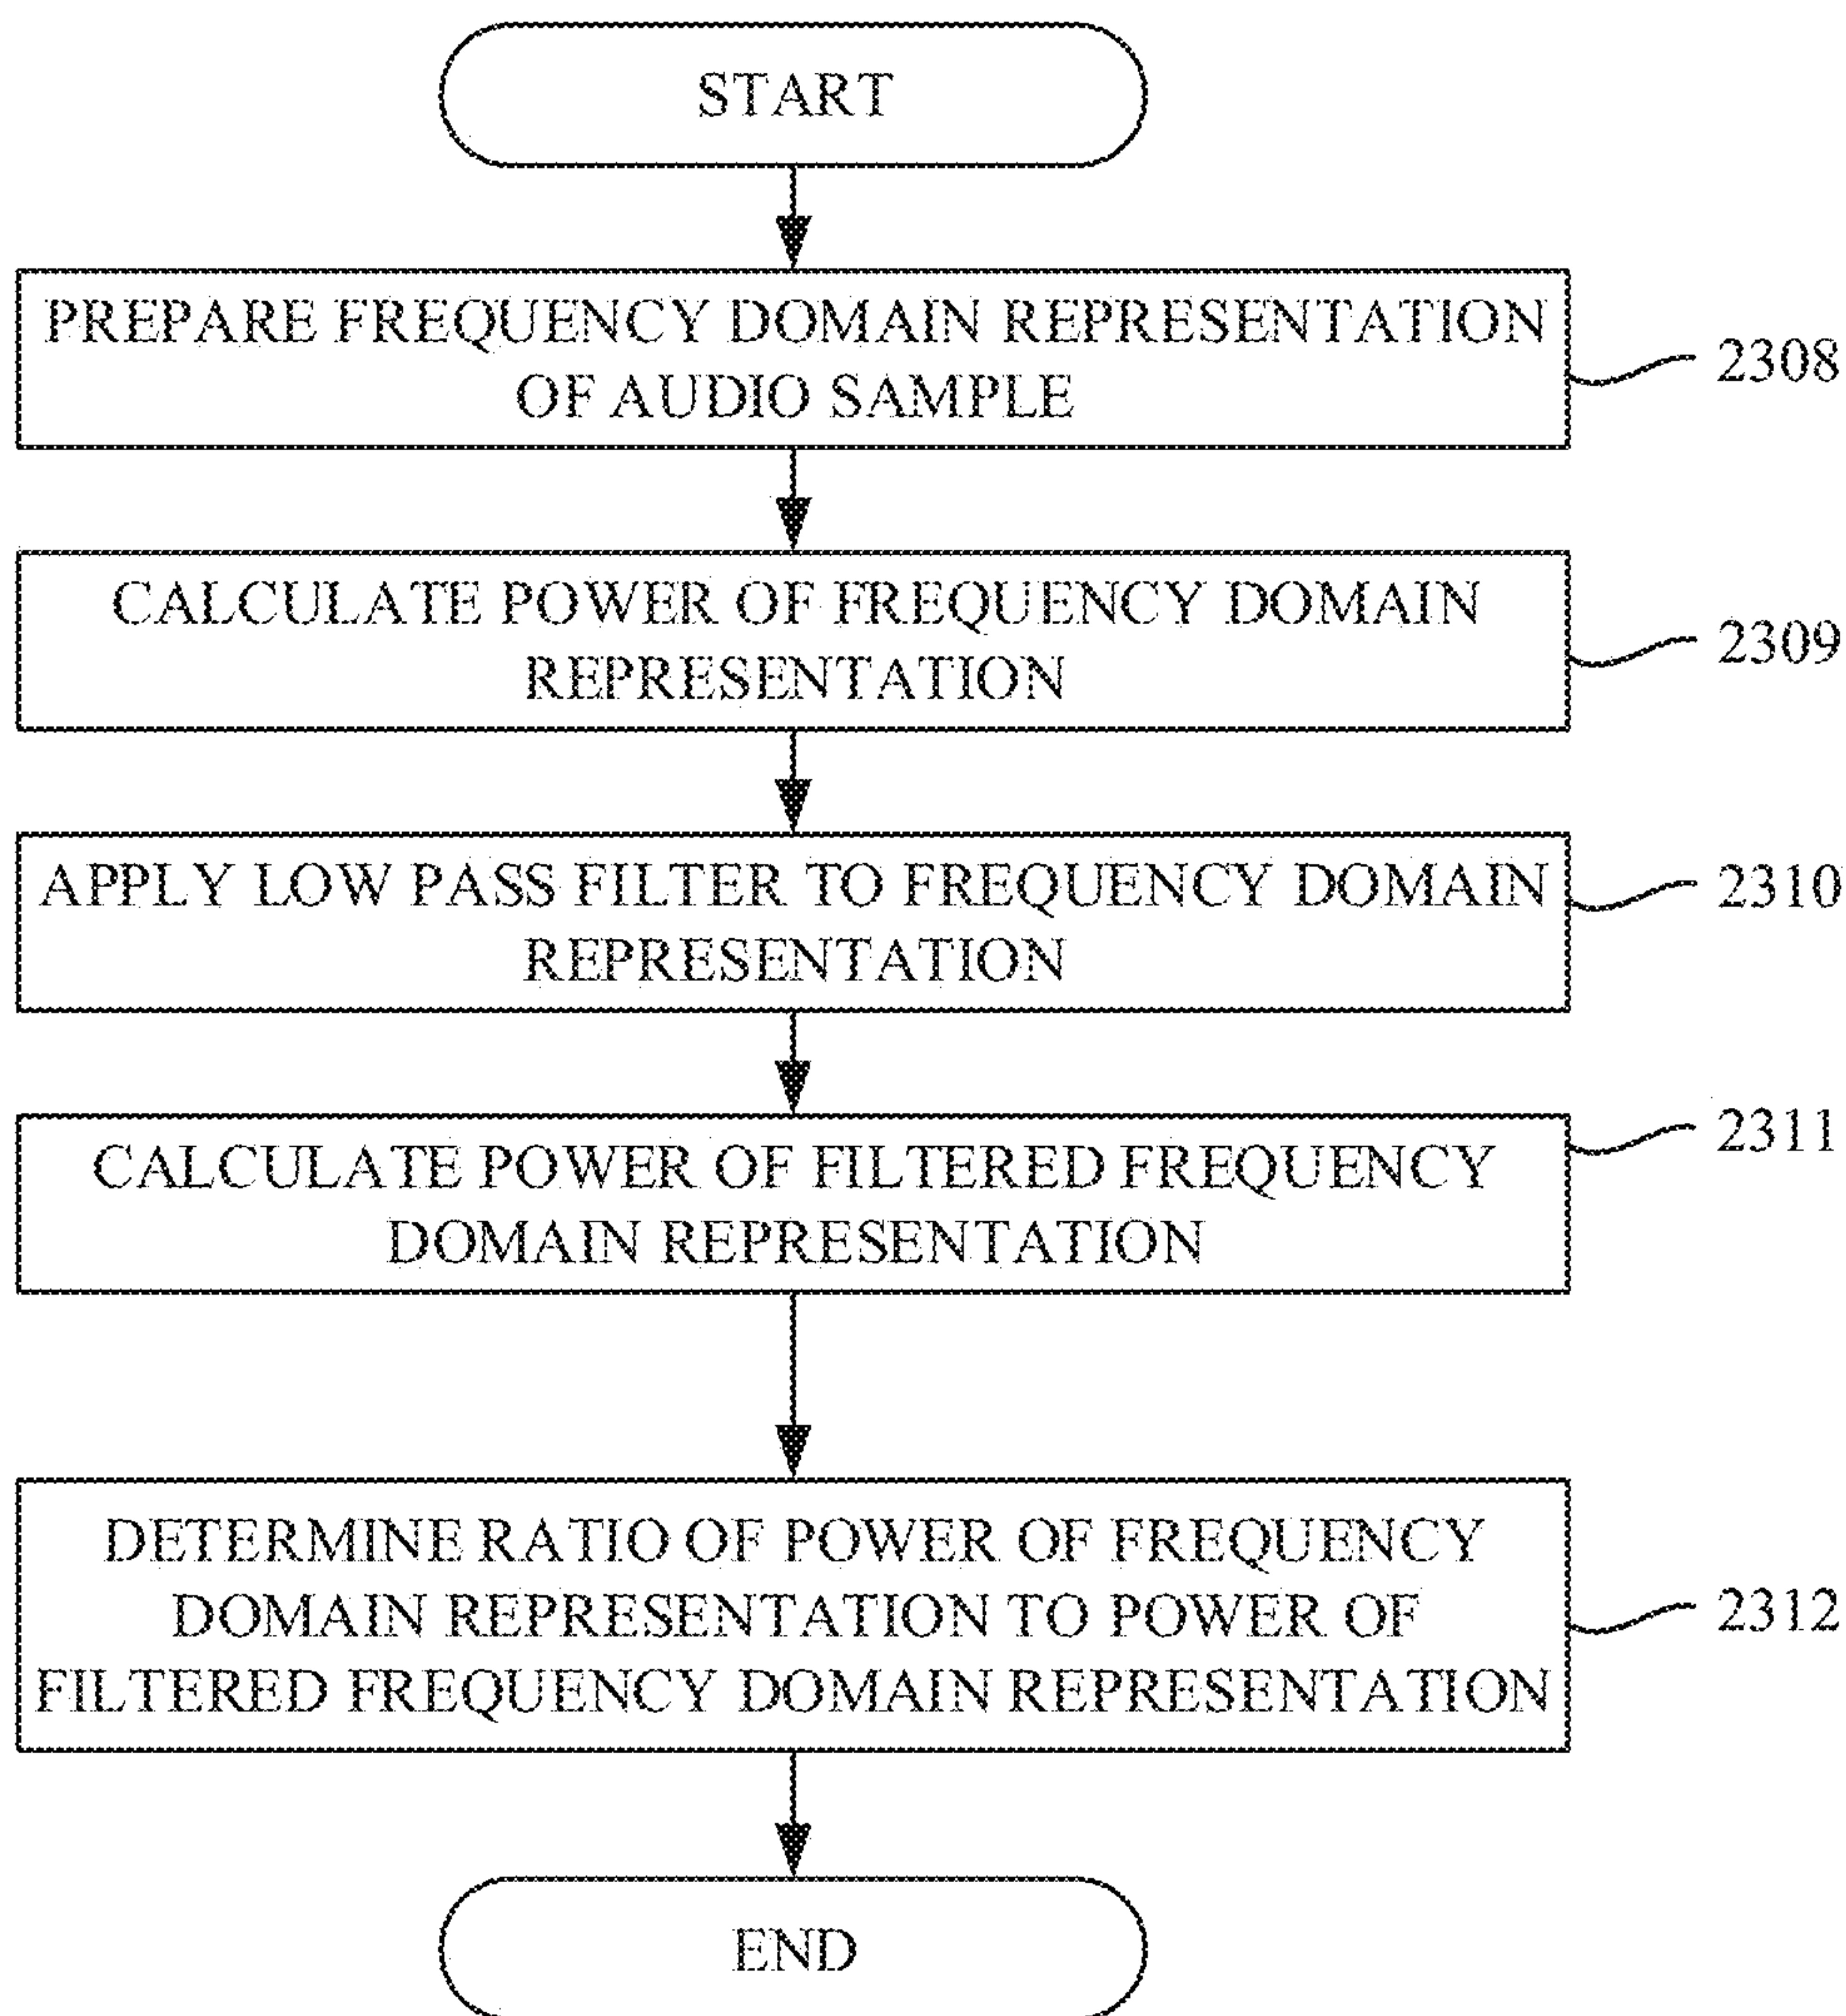 START
PREPARE FREQUENCY DOMAIN REPRESENTATION
OF AUDIO SAMPLE
2308
CALCULATE POWER OF FREQUENCY DOMAIN
REPRESENTATION
2309
APPLY LOW PASS FILTER TO FREQUENCY DOMAIN
REPRESENTATION
2310
CALCULATE POWER OF FILTERED FREQUENCY
DOMAIN REPRESENTATION
2311
DETERMINE RATIO OF POWER OF FREQUENCY
DOMAIN REPRESENTATION TO POWER OF
FILTERED FREQUENCY DOMAIN REPRESENTATION
2312
END